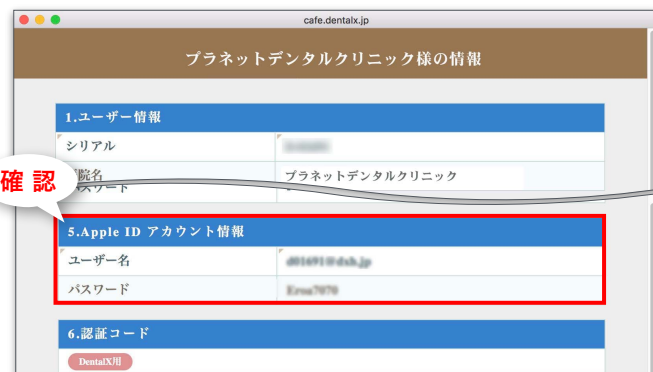 cafe.dentalx.jp
プラネットデンタルクリニック様の情報
1.ユーザー情報
シリアル
院名 プラネットデンタルクリニック
パスワード
確 認
5.Apple ID アカウント情報
ユーザー名
パスワード
6.認証コード
DentalX用